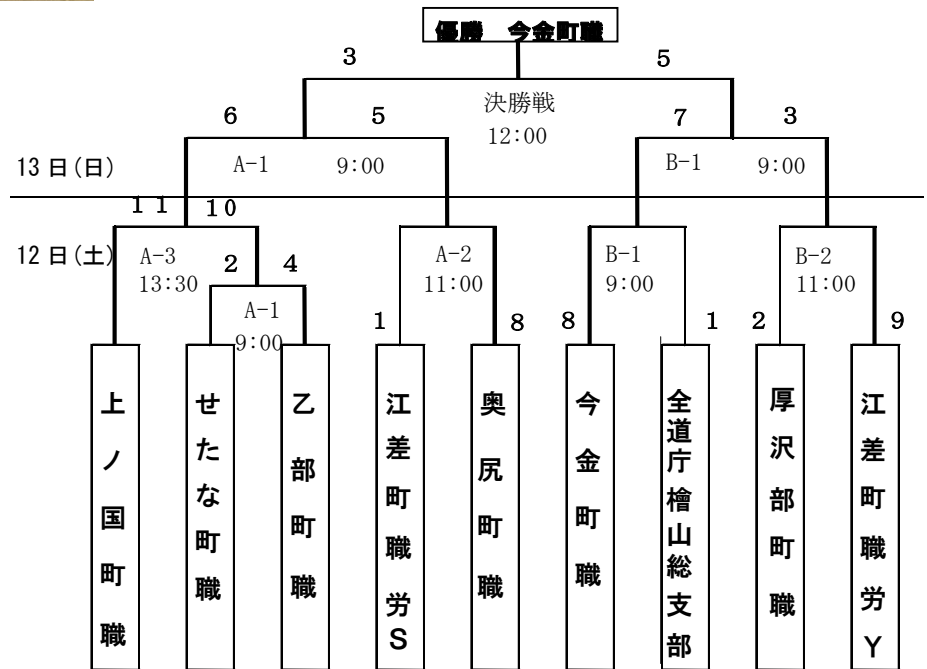 優勝　今金町職
3
5
決勝戦
12:00
6
5
7
3
13日(日)
A-1
9:00
B-1
9:00
11
10
12日(土)
A-3
13:30
2
4
A-2
11:00
B-1
9:00
B-2
11:00
A-1
9:00
1
8
8
1
2
9
上ノ国町職
せたな町職
乙部町職
江差町職労S
奥尻町職
今金町職
全道庁檜山総支部
厚沢部町職
江差町職労Y